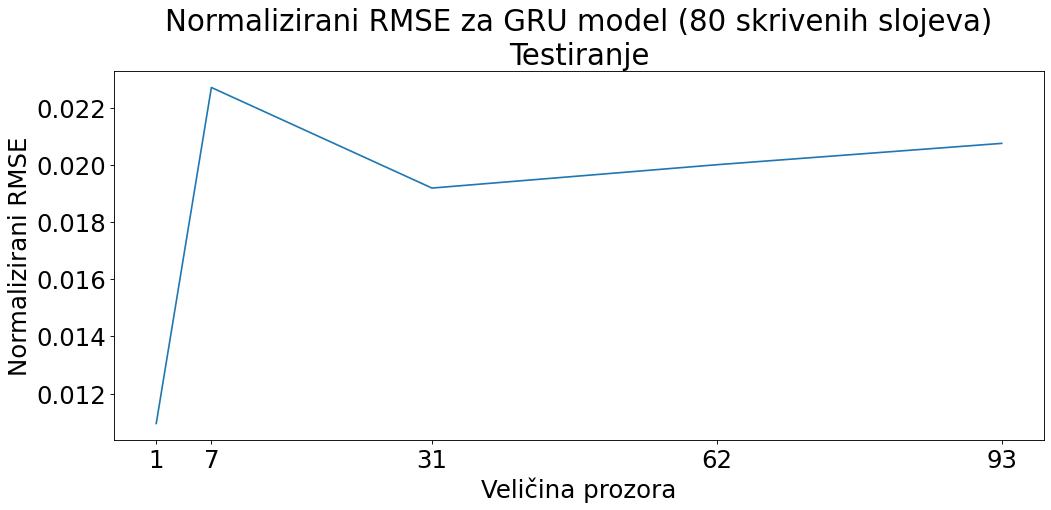 Normalizirani RMSE za GRU model (80 skrivenih slojeva)
Testiranje
Normalizirani RMSE
0.022
0.020
0.018
0.016
0.014
0.012
1 7 31 62 93
Veličina prozora